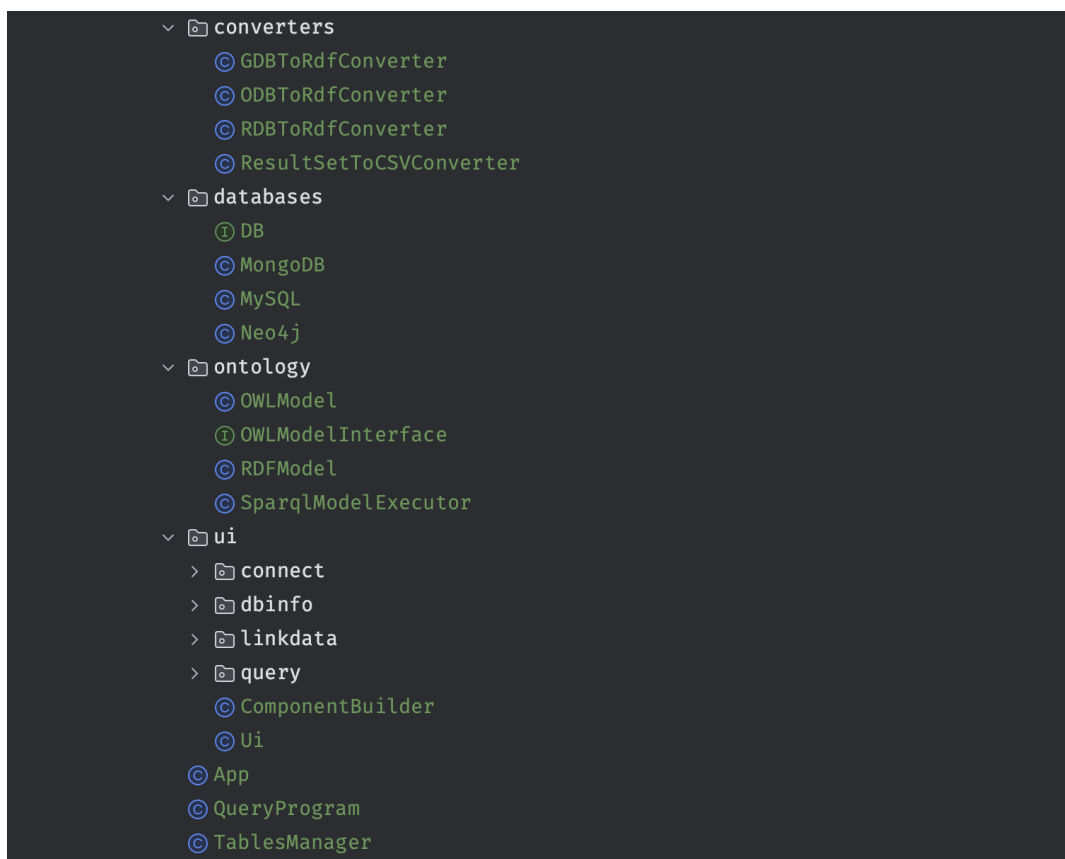 converters
GDBToRdfConverter
ODBToRdfConverter
RDBToRdfConverter
ResultSetToCSVConverter
databases
DB
MongoDB
MySQL
Neo4j
ontology
OWLModel
OWLModelInterface
RDFModel
SparqlModelExecutor
ui
connect
dbinfo
linkdata
query
ComponentBuilder
Ui
App
QueryProgram
TablesManager